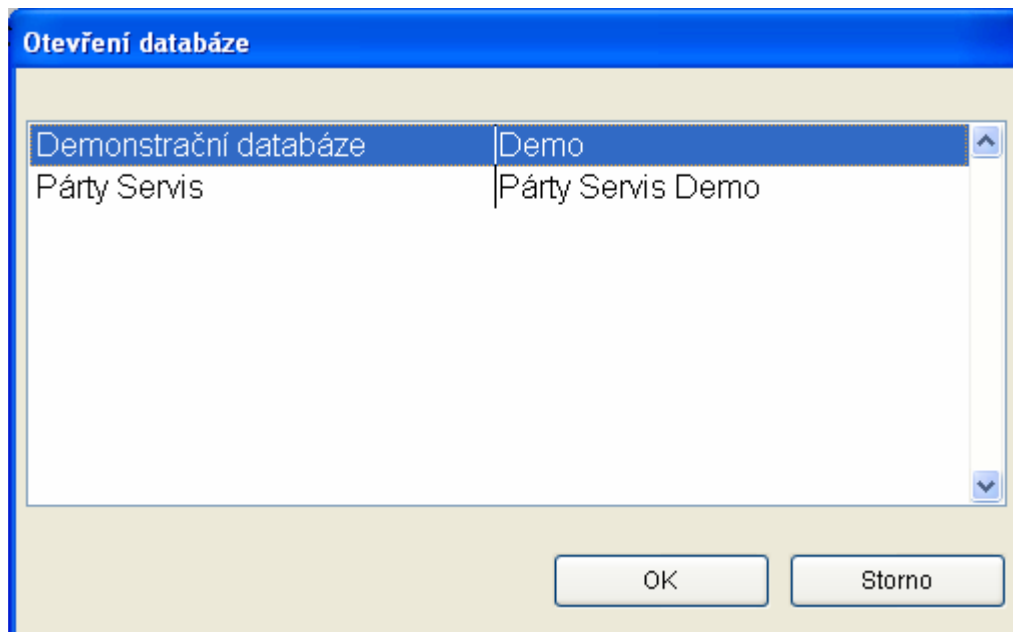 Otevření databáze
Demonstrační databáze Demo
Párty Servis Párty Servis Demo
OK Storno